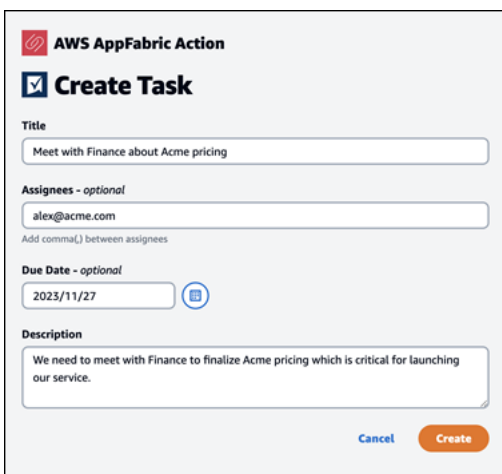 AWS AppFabric Action
Create Task
Title
Meet with Finance about Acme pricing
Assignees - optional
alex@acme.com
Add comma(,) between assignees
Due Date - optional
2023/11/27
Description
We need to meet with Finance to finalize Acme pricing which is critical for launching
our service.
Cancel Create